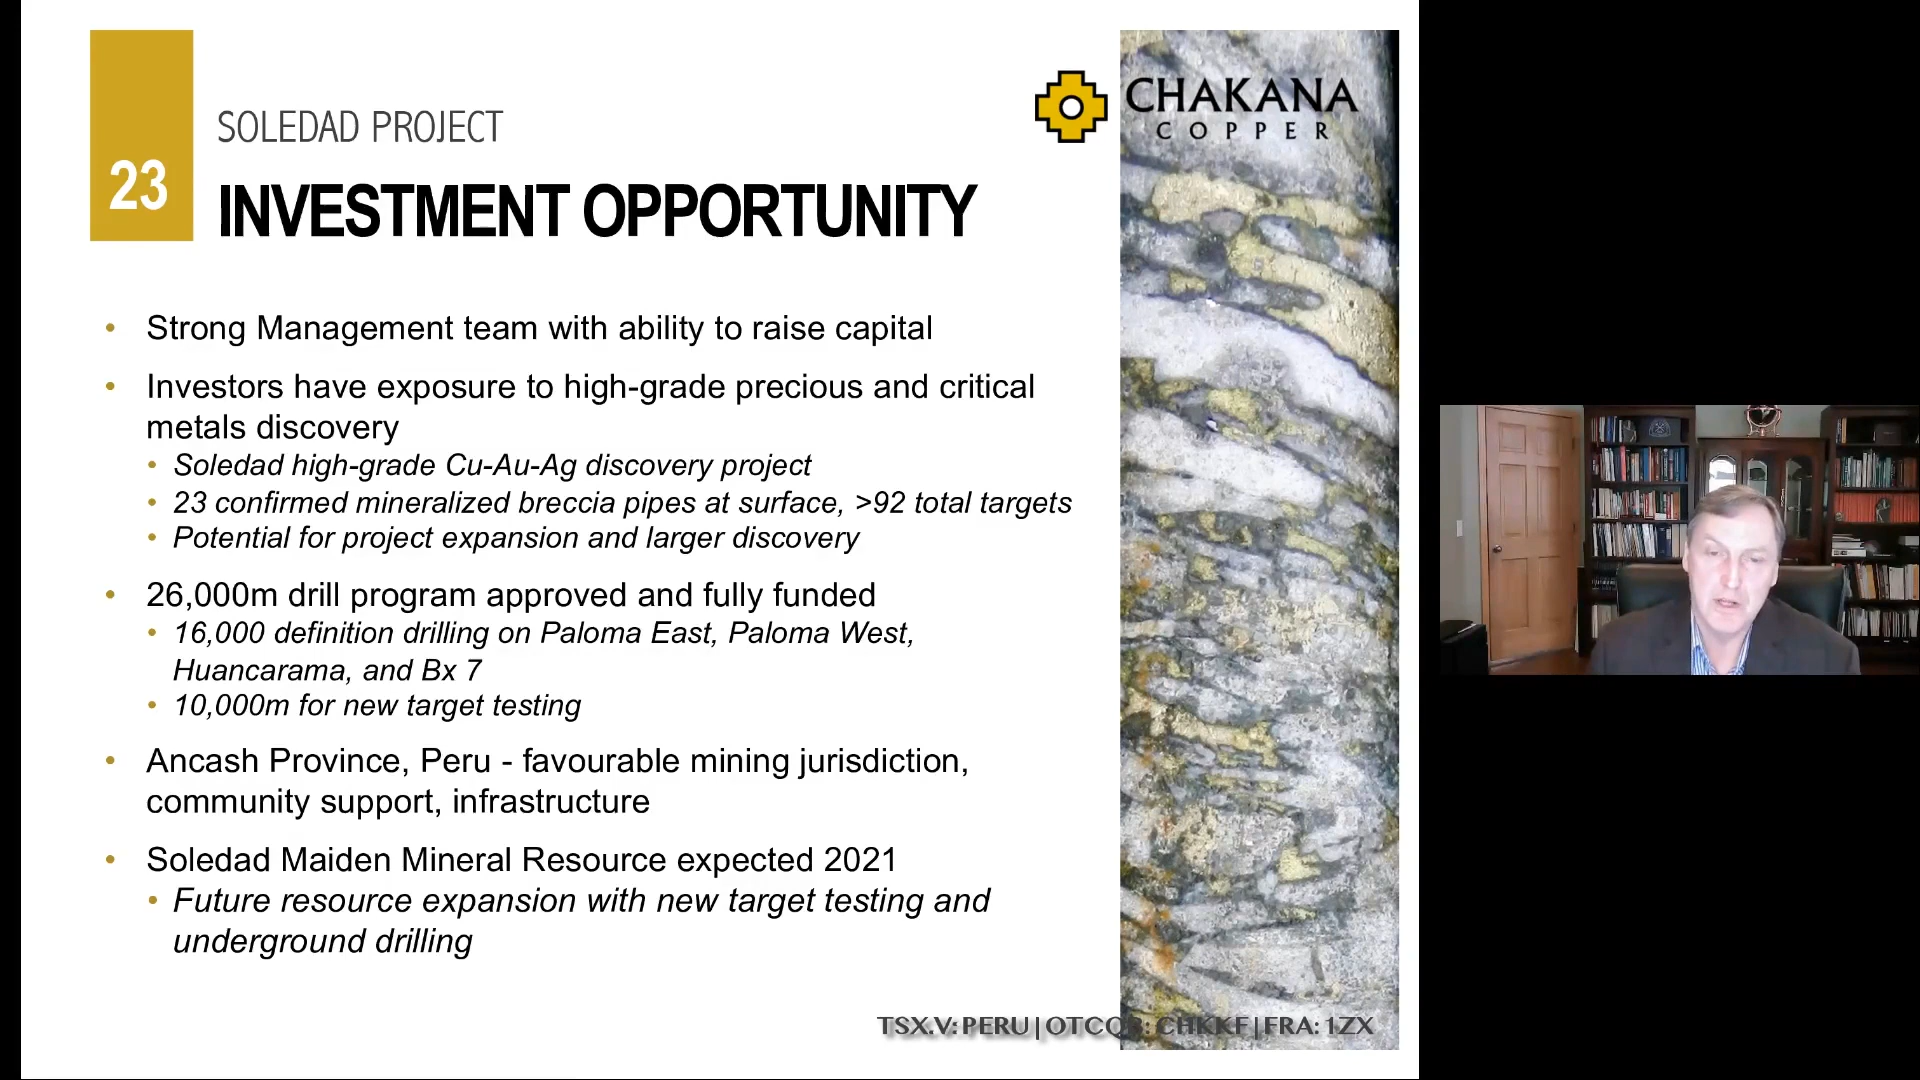 SOLEDAD PROJECT
CHAKANA
COPPER
23
INVESTMENT OPPORTUNITY
• Strong Management team with ability to raise capital
• Investors have exposure to high-grade precious and critical
metals discovery
• Soledad high-grade Cu-Au-Ag discovery project
• 23 confirmed mineralized breccia pipes at surface, >92 total targets
• Potential for project expansion and larger discovery
• 26,000m drill program approved and fully funded
• 16,000 definition drilling on Paloma East, Paloma West,
Huancarama, and Bx 7
• 10,000m for new target testing
• Ancash Province, Peru - favourable mining jurisdiction,
community support, infrastructure
• Soledad Maiden Mineral Resource expected 2021
• Future resource expansion with new target testing and
underground drilling
TSX.V: PERU | OTCQB: CHKKF | FRA: 1ZX